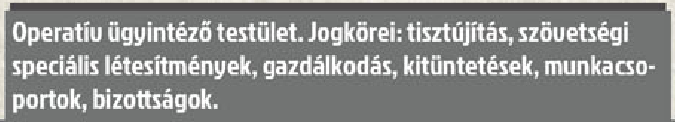 Operatív ügyintéző testület. Jogkörei: tisztújítás, szövetségi
speciális létesítmények, gazdálkodás, kitüntetések, munkacso-
portok, bizottságok.